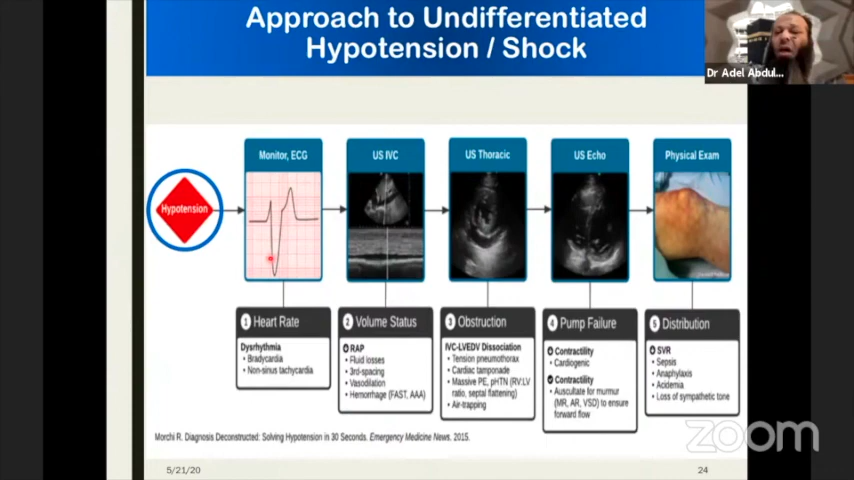 Approach to Undifferentiated
Hypotension / Shock
Dr Adel Abdul...
Hypotension
Monitor, ECG
US IVC
US Thoracic
US Echo
Physical Exam
1 Heart Rate
Dysrhythmia
• Bradycardia
• Non-sinus tachycardia
2 Volume Status
RAP
• Fluid losses
• 3rd-spacing
• Vasodilation
• Hemorrhage (FAST, AAA)
3 Obstruction
IVC-LVEDV Dissociation
• Tension pneumothorax
• Cardiac tamponade
• Massive PE, pHTN (RV:LV
ratio, septal flattening)
• Air-trapping
4 Pump Failure
Contractility
• Cardiogenic
Contractility
• Auscultate for murmur
(MR, AR, VSD) to ensure
forward flow
5 Distribution
SVR
• Sepsis
• Anaphylaxis
• Acidemia
• Loss of sympathetic tone
Morchi R. Diagnosis Deconstructed: Solving Hypotension in 30 Seconds. Emergency Medicine News. 2015.
zoom
5/21/20
24